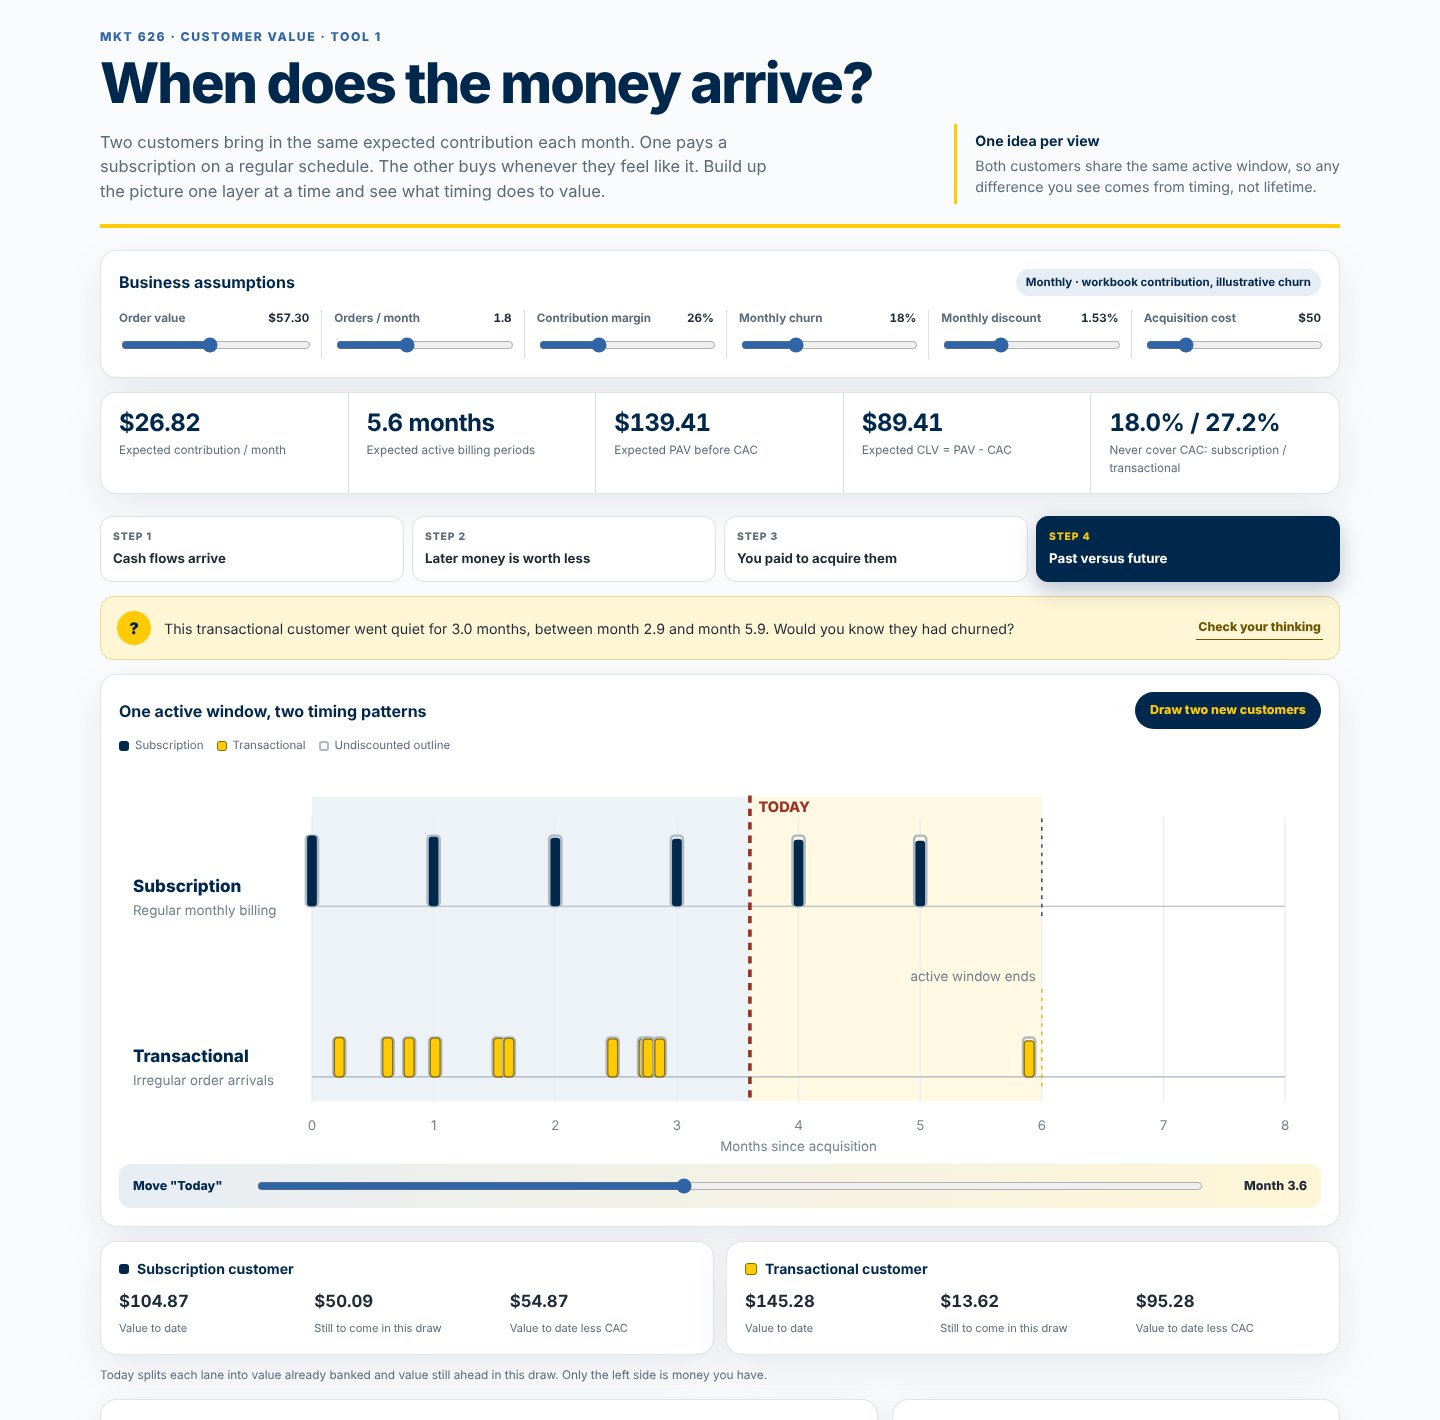 MKT 626 · CUSTOMER VALUE · TOOL 1
When does the money arrive?
Two customers bring in the same expected contribution each month. One pays a
subscription on a regular schedule. The other buys whenever they feel like it. Build up
the picture one layer at a time and see what timing does to value.
One idea per view
Both customers share the same active window, so any
difference you see comes from timing, not lifetime.
Business assumptions
Monthly · workbook contribution, illustrative churn
Order value $57.30
Orders / month 1.8
Contribution margin 26%
Monthly churn 18%
Monthly discount 1.53%
Acquisition cost $50
$26.82
Expected contribution / month
5.6 months
Expected active billing periods
$139.41
Expected PAV before CAC
$89.41
Expected CLV = PAV - CAC
18.0% / 27.2%
Never cover CAC: subscription /
transactional
STEP 1
Cash flows arrive
STEP 2
Later money is worth less
STEP 3
You paid to acquire them
STEP 4
Past versus future
? This transactional customer went quiet for 3.0 months, between month 2.9 and month 5.9. Would you know they had churned?
Check your thinking
One active window, two timing patterns
Draw two new customers
Subscription Transactional Undiscounted outline
TODAY
Subscription
Regular monthly billing
active window ends
Transactional
Irregular order arrivals
0 1 2 3 4 5 6 7 8
Months since acquisition
Move "Today" Month 3.6
Subscription customer
$104.87 $50.09 $54.87
Value to date Still to come in this draw Value to date less CAC
Transactional customer
$145.28 $13.62 $95.28
Value to date Still to come in this draw Value to date less CAC
Today splits each lane into value already banked and value still ahead in this draw. Only the left side is money you have.